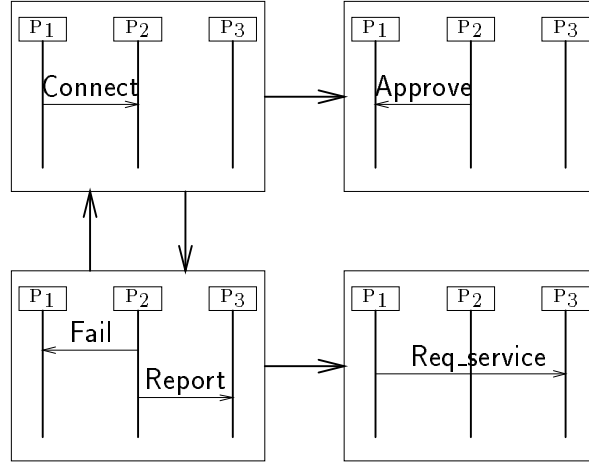 P1 P2 P3
Connect
P1 P2 P3
Approve
P1 P2 P3
Fail
Report
P1 P2 P3
Req_service